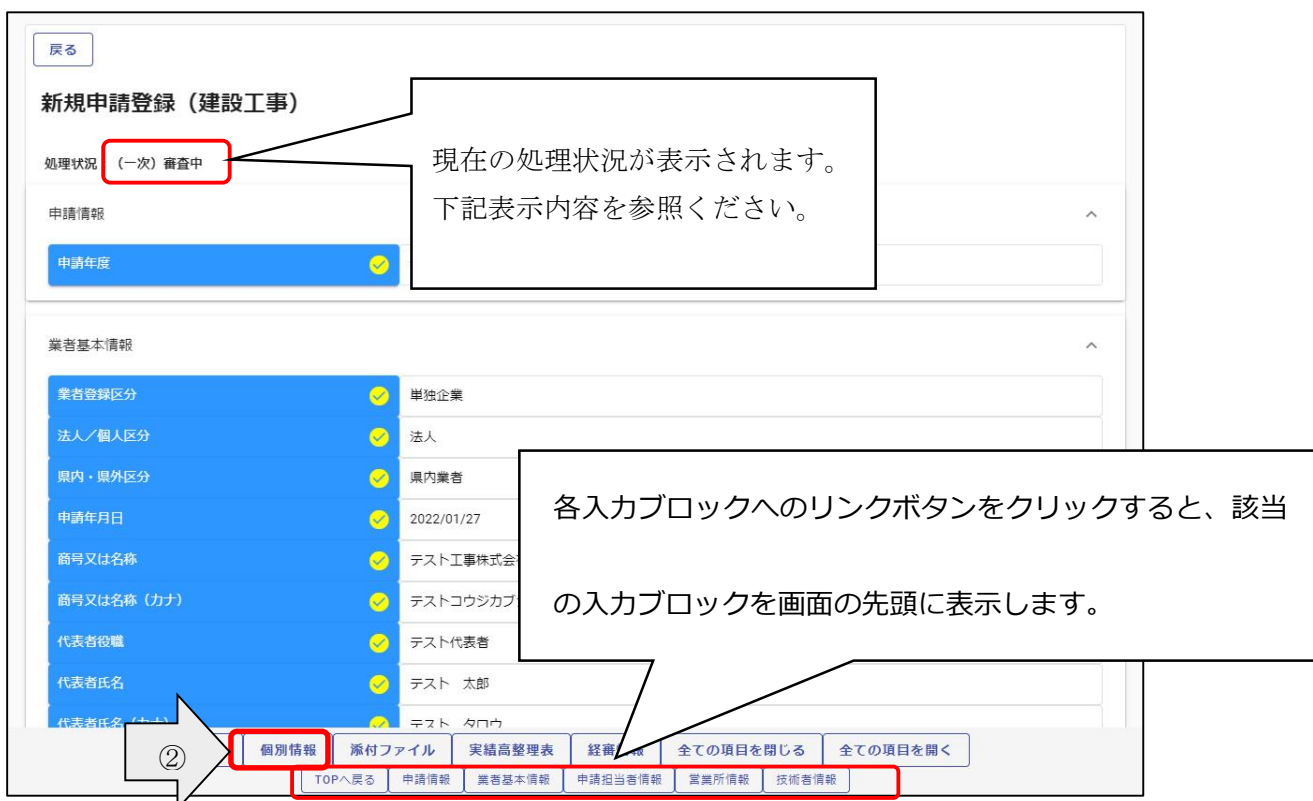 戻る
新規申請登録（建設工事）
処理状況 （一次）審査中
現在の処理状況が表示されます。
下記表示内容を参照ください。
申請情報
申請年度
業者基本情報
業者登録区分 単独企業
法人／個人区分 法人
県内・県外区分 県内業者
申請年月日 2022/01/27
商号又は名称 テスト工事株式会
商号又は名称（カナ） テストコウジカブ
代表者役職 テスト代表者
代表者氏名 テスト 太郎
代表者氏名 テスト タロウ
各入力ブロックへのリンクボタンをクリックすると、該当
の入力ブロックを画面の先頭に表示します。
② 個別情報 添付ファイル 実績高整理表 経審 全ての項目を閉じる 全ての項目を開く
TOPへ戻る 申請情報 業者基本情報 申請担当者情報 営業所情報 技術者情報